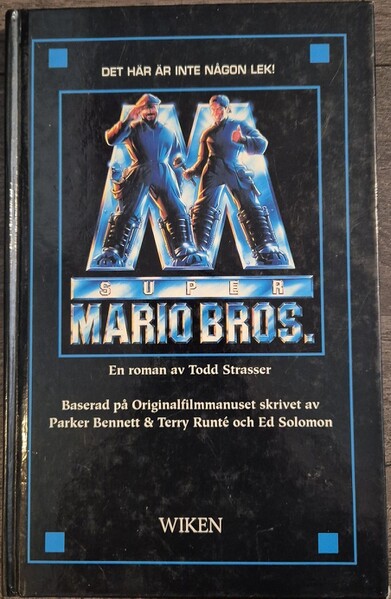 DET HÄR ÄR INTE NÅGON LEK!
SUPER
MARIO BROS.
En roman av Todd Strasser
Baserad på Originalfilmmanuset skrivet av
Parker Bennett & Terry Runté och Ed Solomon
WIKEN